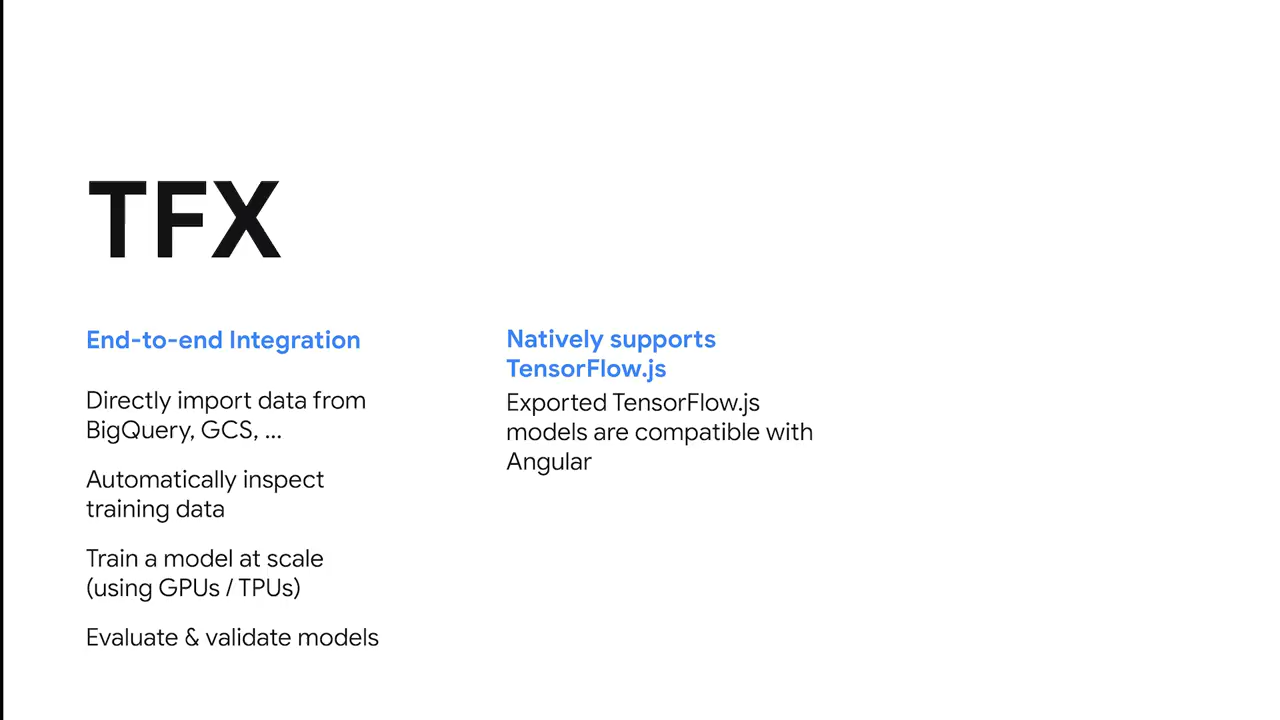 TFX
End-to-end Integration
Directly import data from
BigQuery, GCS, ...
Automatically inspect
training data
Train a model at scale
(using GPUs / TPUs)
Evaluate & validate models
Natively supports
TensorFlow.js
Exported TensorFlow.js
models are compatible with
Angular